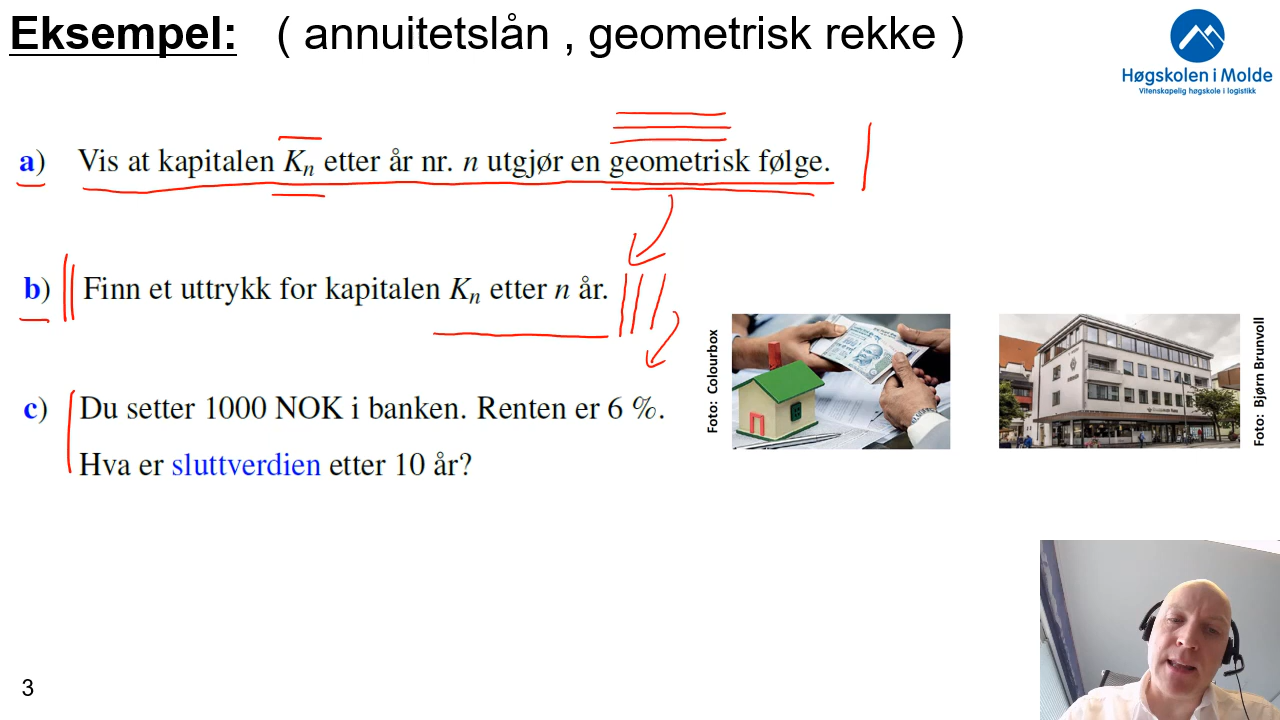 Eksempel: ( annuitetslån , geometrisk rekke )
Høgskolen i Molde
Vitenskapelig høgskole i logistikk
a) Vis at kapitalen Kn etter år nr. n utgjør en geometrisk følge.
b) Finn et uttrykk for kapitalen Kn etter n år.
Foto: Colourbox
Foto: Bjørn Brunvoll
c) Du setter 1000 NOK i banken. Renten er 6 %.
Hva er sluttverdien etter 10 år?
3